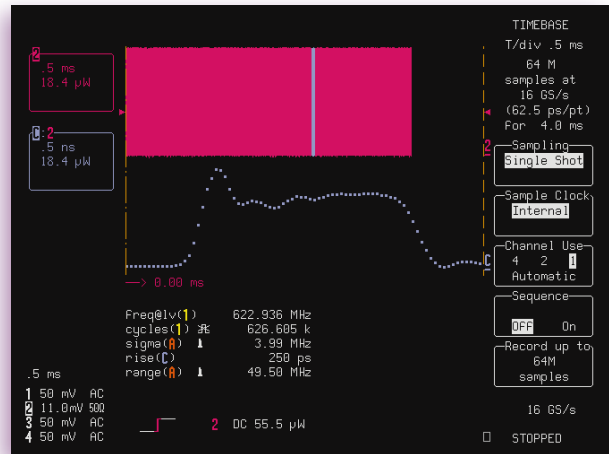 TIMEBASE
T/div .5 ms
64 M
samples at
16 GS/s
(62.5 ps/pt)
For 4.0 ms
2
.5 ms
18.4 µW
C:2
.5 ns
18.4 µW
2
C
0.00 ms
Sampling
Single Shot
Sample Clock
Internal
Channel Use
4 2 1
Automatic
Sequence
OFF On
Record up to
64M
samples
16 GS/s
STOPPED
Freq@lv(1) 622.936 MHz
cycles(1) 626.605 k
sigma(A) 3.99 MHz
rise(C) 250 ps
range(A) 49.50 MHz
.5 ms
1 50 mV AC
2 11.0mV 50Ω
3 50 mV AC
4 50 mV AC
2 DC 55.5 µW